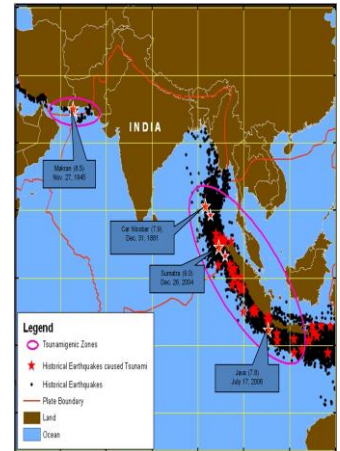 INDIA
Makran (8.5)
Nov. 27, 1945
Car Nicobar (7.9)
Dec. 31, 1881
Sumatra (9.0)
Dec. 26, 2004
Java (7.8)
July 17, 2006
Legend
Tsunamigenic Zones
Historical Earthquakes caused Tsunami
Historical Earthquakes
Plate Boundary
Land
Ocean